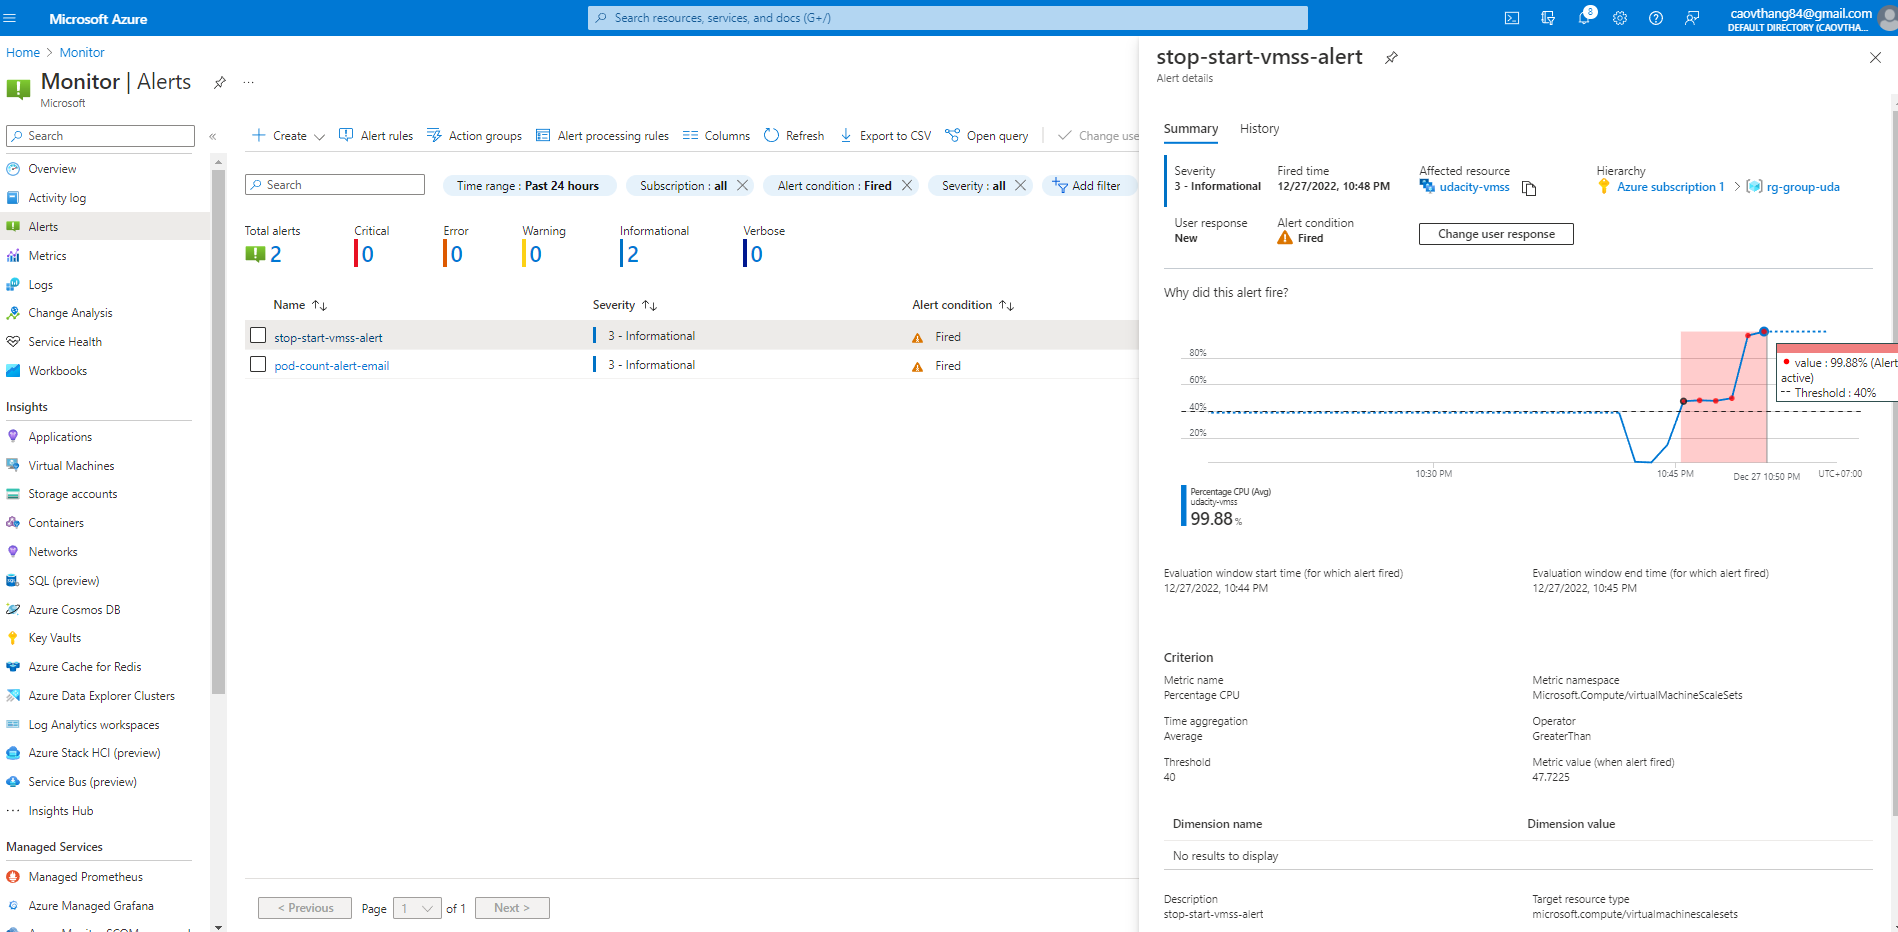 Microsoft Azure
Search resources, services, and docs (G+/)
8
caovthang84@gmail.com
DEFAULT DIRECTORY (CAOVTHA...
Home > Monitor
Monitor | Alerts
...
Microsoft
Search
«
Overview
Activity log
Alerts
Metrics
Logs
Change Analysis
Service Health
Workbooks
Insights
Applications
Virtual Machines
Storage accounts
Containers
Networks
SQL (preview)
Azure Cosmos DB
Key Vaults
Azure Cache for Redis
Azure Data Explorer Clusters
Log Analytics workspaces
Azure Stack HCI (preview)
Service Bus (preview)
Insights Hub
Managed Services
Managed Prometheus
Azure Managed Grafana
Create
Alert rules
Action groups
Alert processing rules
Columns
Refresh
Export to CSV
Open query
Change use
Search
Time range : Past 24 hours
Subscription : all
Alert condition : Fired
Severity : all
Add filter
Total alerts
2
Critical
0
Error
0
Warning
0
Informational
2
Verbose
0
Name ↑↓ Severity ↑↓ Alert condition ↑↓
stop-start-vmss-alert 3 - Informational Fired
pod-count-alert-email 3 - Informational Fired
< Previous Page 1 of 1 Next >
stop-start-vmss-alert
Alert details
Summary History
Severity
3 - Informational
Fired time
12/27/2022, 10:48 PM
Affected resource
udacity-vmss
Hierarchy
Azure subscription 1 > rg-group-uda
User response
New
Alert condition
Fired
Change user response
Why did this alert fire?
80%
60%
40%
20%
value : 99.88% (Alert
active)
-- Threshold : 40%
10:30 PM
10:45 PM
Dec 27 10:50 PM
UTC+07:00
Percentage CPU (Avg)
udacity-vmss
99.88 %
Evaluation window start time (for which alert fired)
12/27/2022, 10:44 PM
Evaluation window end time (for which alert fired)
12/27/2022, 10:45 PM
Criterion
Metric name
Percentage CPU
Metric namespace
Microsoft.Compute/virtualMachineScaleSets
Time aggregation
Average
Operator
GreaterThan
Threshold
40
Metric value (when alert fired)
47.7225
Dimension name Dimension value
No results to display
Description
stop-start-vmss-alert
Target resource type
microsoft.compute/virtualmachinescalesets